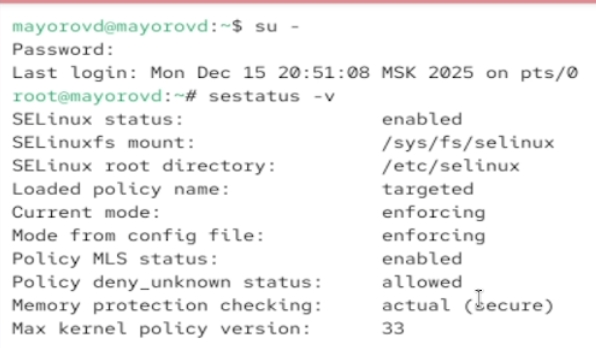 mayorovd@mayorovd:~$ su -
Password:
Last login: Mon Dec 15 20:51:08 MSK 2025 on pts/0
root@mayorovd:~# sestatus -v
SELinux status:                 enabled
SELinuxfs mount:                /sys/fs/selinux
SELinux root directory:         /etc/selinux
Loaded policy name:             targeted
Current mode:                   enforcing
Mode from config file:          enforcing
Policy MLS status:              enabled
Policy deny_unknown status:     allowed
Memory protection checking:     actual (secure)
Max kernel policy version:      33